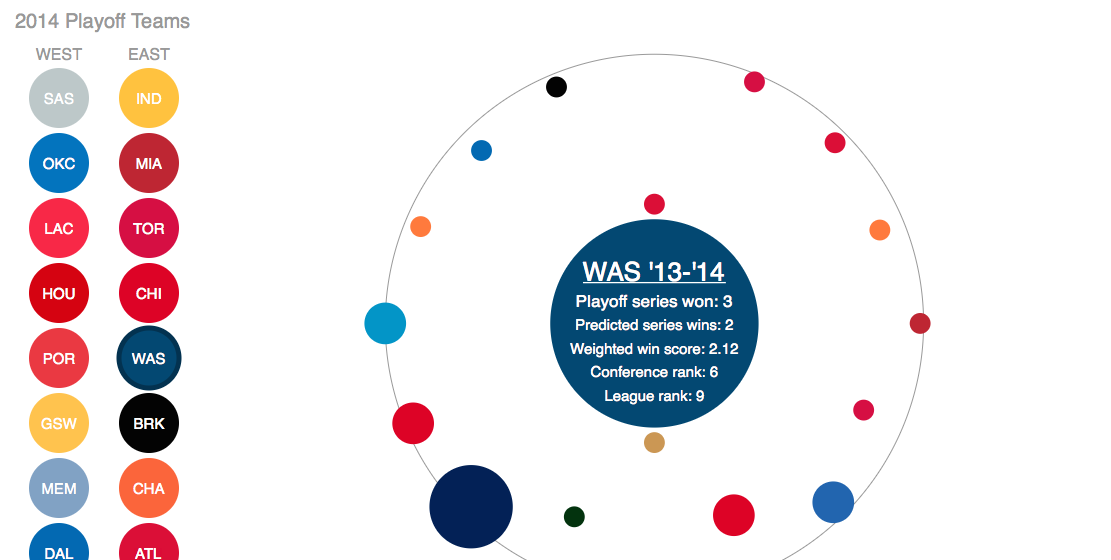 2014 Playoff Teams
WEST EAST
SAS IND
OKC MIA
LAC TOR
HOU CHI
POR WAS
GSW BRK
MEM CHA
DAL ATL
WAS '13-'14
Playoff series won: 3
Predicted series wins: 2
Weighted win score: 2.12
Conference rank: 6
League rank: 9